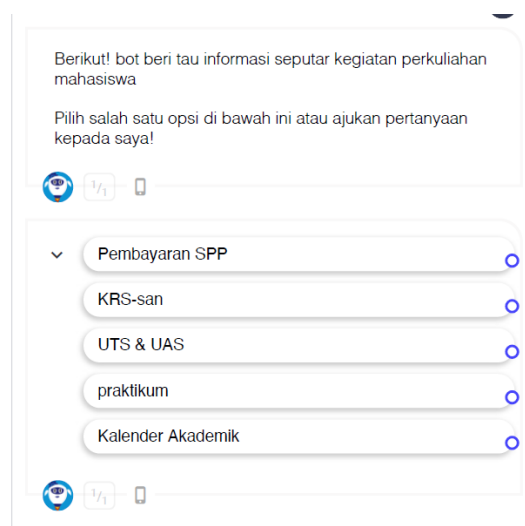 Berikut! bot beri tau informasi seputar kegiatan perkuliahan
mahasiswa
Pilih salah satu opsi di bawah ini atau ajukan pertanyaan
kepada saya!
1/1
Pembayaran SPP
KRS-san
UTS & UAS
praktikum
Kalender Akademik
1/1